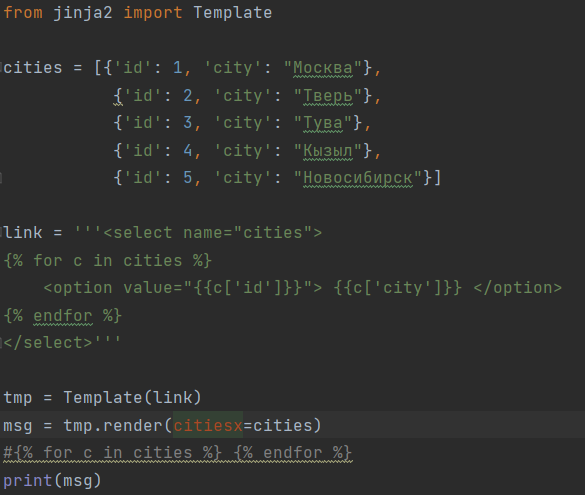 from jinja2 import Template
cities = [{'id': 1, 'city': "Москва"},
{'id': 2, 'city': "Тверь"},
{'id': 3, 'city': "Тува"},
{'id': 4, 'city': "Кызыл"},
{'id': 5, 'city': "Новосибирск"}]
link = '''<select name="cities">
{% for c in cities %}
<option value="{{c['id']}}"> {{c['city']}} </option>
{% endfor %}
</select>'''
tmp = Template(link)
msg = tmp.render(citiesx=cities)
#{% for c in cities %} {% endfor %}
print(msg)